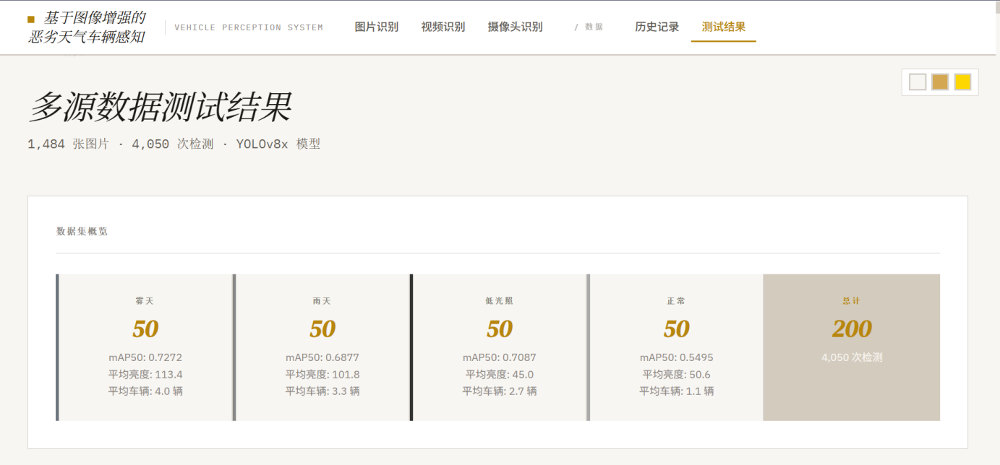 基于图像增强的
恶劣天气车辆感知
VEHICLE PERCEPTION SYSTEM
图片识别
视频识别
摄像头识别
/ 数据
历史记录
测试结果
多源数据测试结果
1,484 张图片 · 4,050 次检测 · YOLOv8x 模型
数据集概览
雾天
50
mAP50: 0.7272
平均亮度: 113.4
平均车辆: 4.0 辆
雨天
50
mAP50: 0.6877
平均亮度: 101.8
平均车辆: 3.3 辆
低光照
50
mAP50: 0.7087
平均亮度: 45.0
平均车辆: 2.7 辆
正常
50
mAP50: 0.5495
平均亮度: 50.6
平均车辆: 1.1 辆
总计
200
4,050 次检测